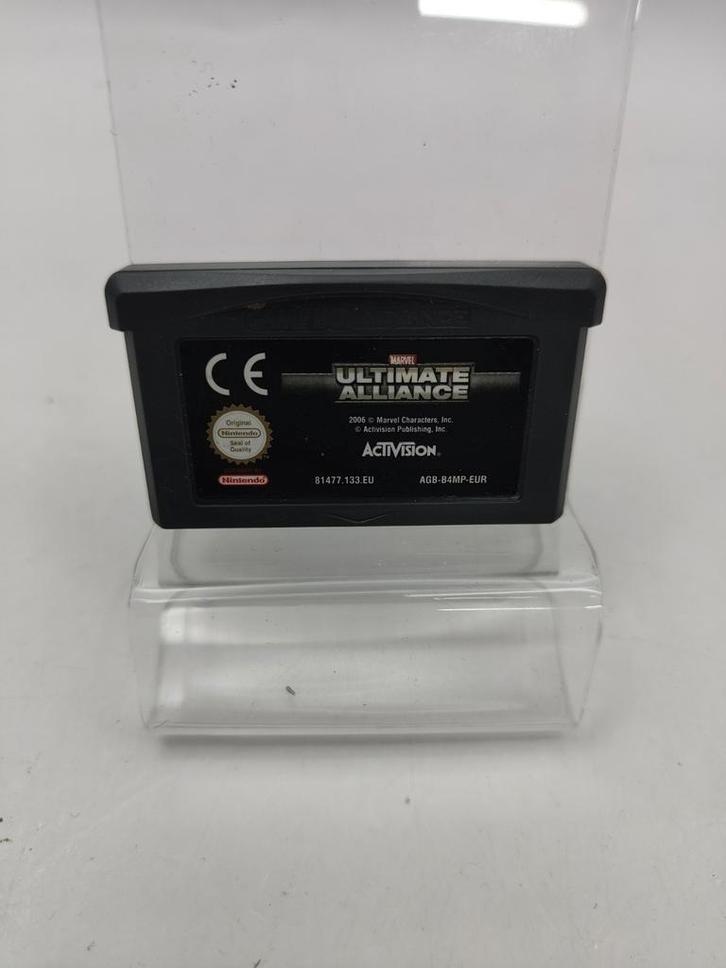 GAME BOY ADVANCE
CE
MARVEL
ULTIMATE
ALLIANCE
2006 © Marvel Characters, Inc.
© Activision Publishing, Inc.
ACTIVISION®
Original
Nintendo
Seal of
Quality
Nintendo®
81477.133.EU
AGB-B4MP-EUR